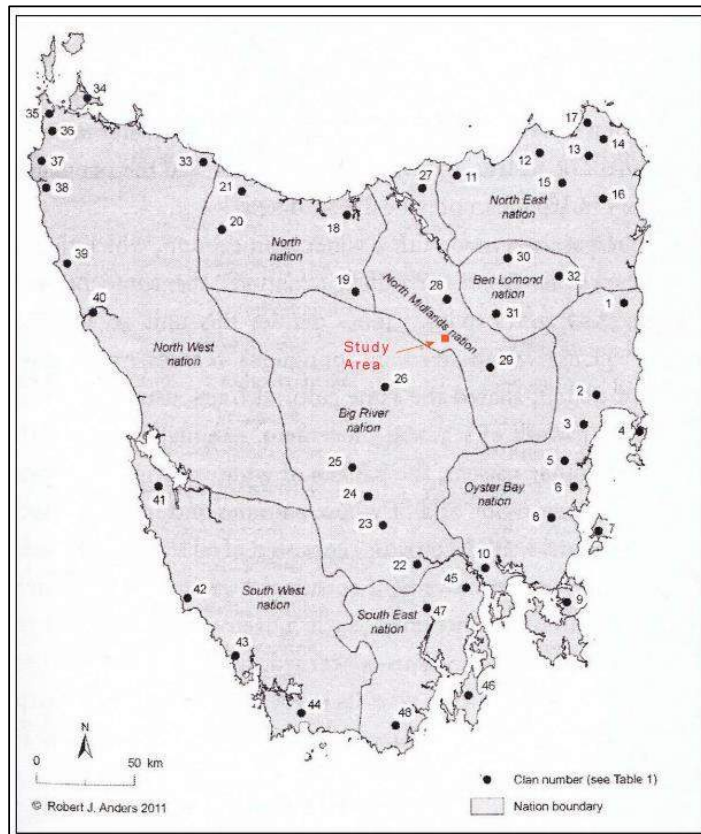 34
35
36
37
38
33
21
20
18
27
11
12
17
14
13
15
16
North East
nation
North
nation
19
28
30
32
Ben Lomond
nation
31
1
39
40
North Midlands nation
Study
Area
29
North West
nation
26
Big River
nation
2
3
4
25
24
23
5
6
Oyster Bay
nation
8
7
41
22
10
45
9
42
South West
nation
South East
nation
47
43
46
44
48
N
0 50 km
Clan number (see Table 1)
© Robert J. Anders 2011
Nation boundary